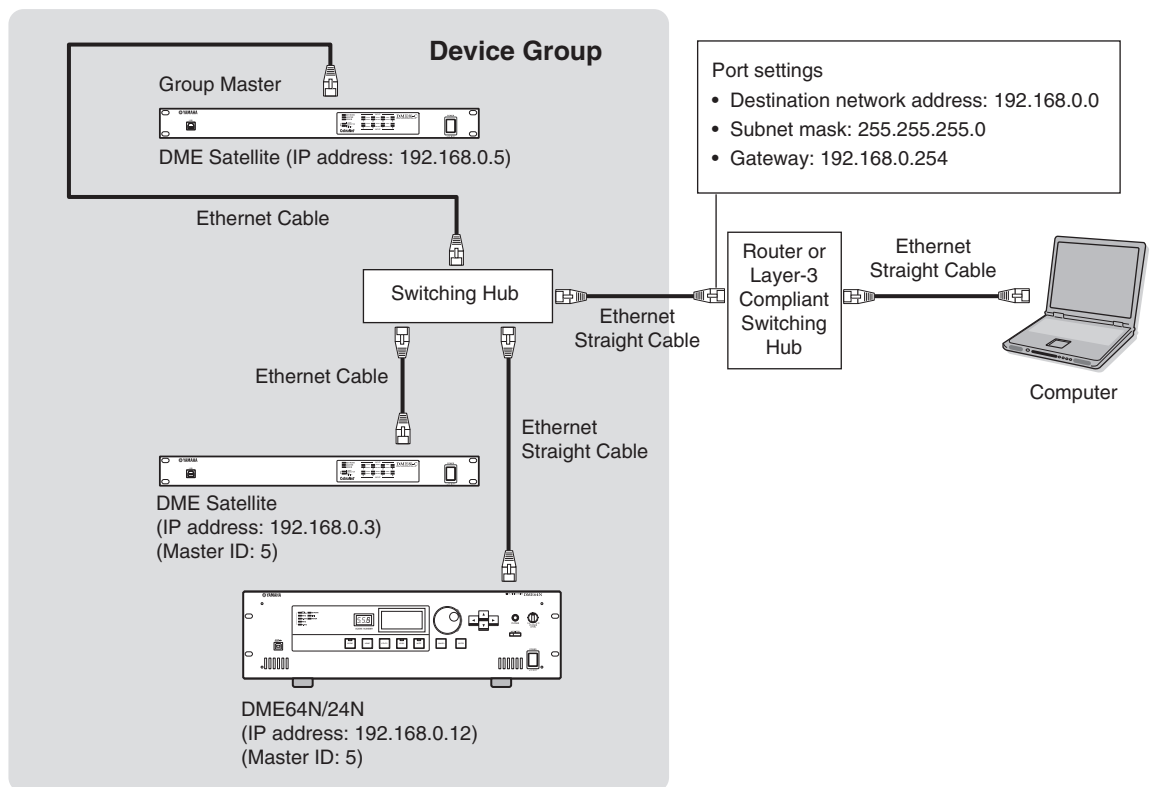 Device Group
Group Master
YAMAHA
DME Satellite (IP address: 192.168.0.5)
Ethernet Cable
Switching Hub
Ethernet
Straight Cable
Port settings
• Destination network address: 192.168.0.0
• Subnet mask: 255.255.255.0
• Gateway: 192.168.0.254
Router or
Layer-3
Compliant
Switching
Hub
Ethernet
Straight Cable
Computer
Ethernet Cable
Ethernet
Straight Cable
YAMAHA
DME Satellite
(IP address: 192.168.0.3)
(Master ID: 5)
YAMAHA
DME64N
DME64N/24N
(IP address: 192.168.0.12)
(Master ID: 5)